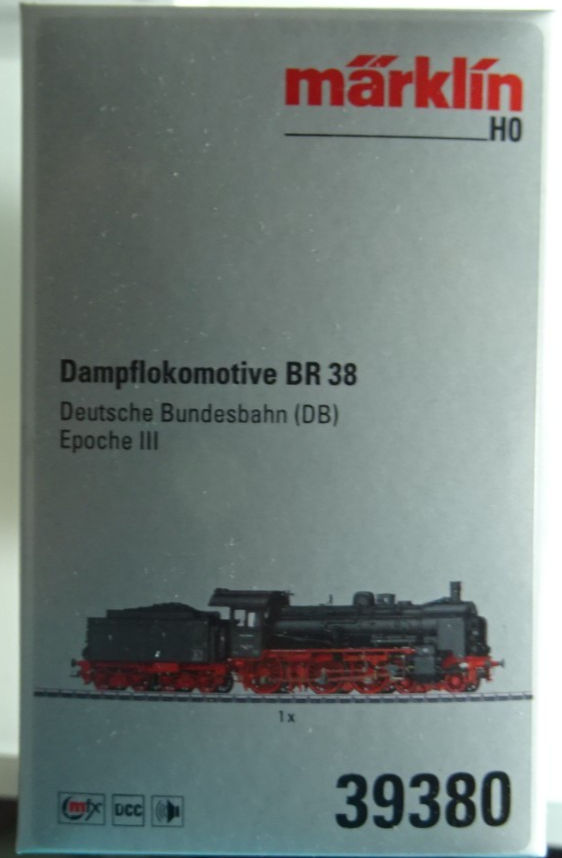 märklin
H0
Dampflokomotive BR 38
Deutsche Bundesbahn (DB)
Epoche III
1 x
mfx DCC
39380